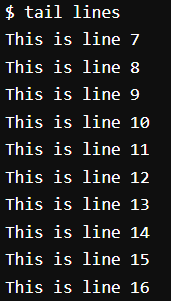 $ tail lines
This is line 7
This is line 8
This is line 9
This is line 10
This is line 11
This is line 12
This is line 13
This is line 14
This is line 15
This is line 16